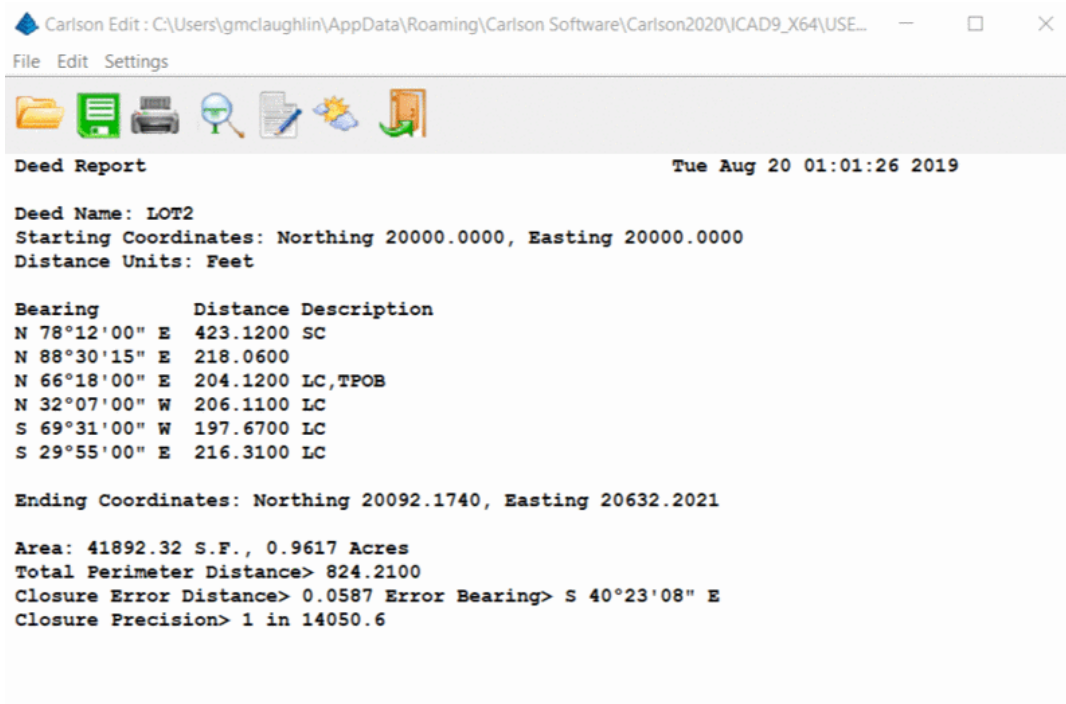 Carlson Edit : C:\Users\gmclaughlin\AppData\Roaming\Carlson Software\Carlson2020\ICAD9_X64\USE...
File Edit Settings
Deed Report Tue Aug 20 01:01:26 2019
Deed Name: LOT2
Starting Coordinates: Northing 20000.0000, Easting 20000.0000
Distance Units: Feet
Bearing Distance Description
N 78°12'00" E 423.1200 SC
N 88°30'15" E 218.0600
N 66°18'00" E 204.1200 LC,TPOB
N 32°07'00" W 206.1100 LC
S 69°31'00" W 197.6700 LC
S 29°55'00" E 216.3100 LC
Ending Coordinates: Northing 20092.1740, Easting 20632.2021
Area: 41892.32 S.F., 0.9617 Acres
Total Perimeter Distance> 824.2100
Closure Error Distance> 0.0587 Error Bearing> S 40°23'08" E
Closure Precision> 1 in 14050.6